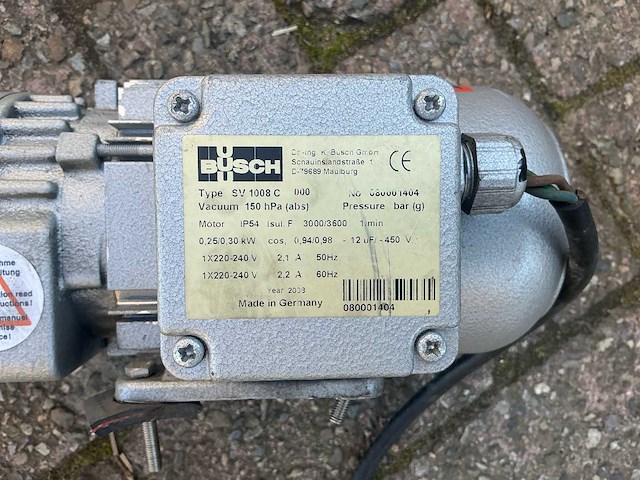 BUSCH
Dr.-Ing. K. Busch GmbH
Schauinslandstraße 1
D-79689 Maulburg
CE
Type SV 1008 C 000 No 080001404
Vacuum 150 hPa (abs) Pressure bar (g)
Motor IP54 Isol. F 3000/3600 1/min
0,25/0,30 kW cos, 0,94/0,98 - 12 uF/ -450 V
1X220-240 V 2,1 A 50Hz
1X220-240 V 2,2 A 60Hz
Year 2008
Made in Germany
080001404